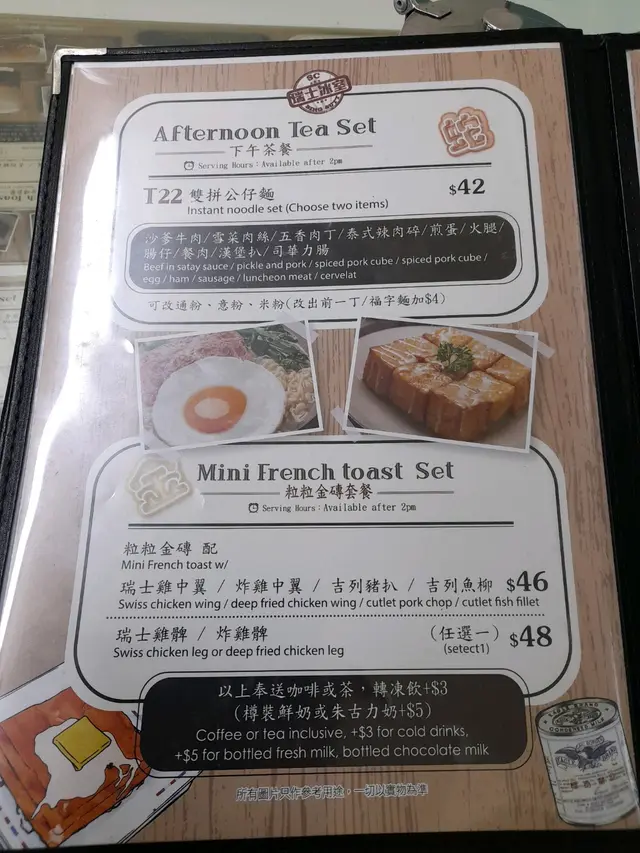 瑞士冰室
Afternoon Tea Set
下午茶餐
Serving Hours : Available after 2pm
T22 雙拼公仔麵 $42
Instant noodle set (Choose two items)
沙爹牛肉/雪菜肉絲/五香肉丁/泰式辣肉碎/煎蛋/火腿/
腸仔/餐肉/漢堡扒/司華力腸
Beef in satay sauce / pickle and pork / spiced pork cube / spiced pork cube /
egg / ham / sausage / luncheon meat / cervelat
可改通粉、意粉、米粉(改出前一丁/福字麵加$4)
Mini French toast Set
粒粒金磚套餐
Serving Hours : Available after 2pm
粒粒金磚 配
Mini French toast w/
瑞士雞中翼 / 炸雞中翼 / 吉列豬扒 / 吉列魚柳 $46
Swiss chicken wing / deep fried chicken wing / cutlet pork chop / cutlet fish fillet
瑞士雞髀 / 炸雞髀 (任選一) $48
Swiss chicken leg or deep fried chicken leg (setect1)
以上奉送咖啡或茶，轉凍飲+$3
(樽裝鮮奶或朱古力奶+$5)
Coffee or tea inclusive, +$3 for cold drinks,
+$5 for bottled fresh milk, bottled chocolate milk
所有圖片只作參考用途，一切以實物為準